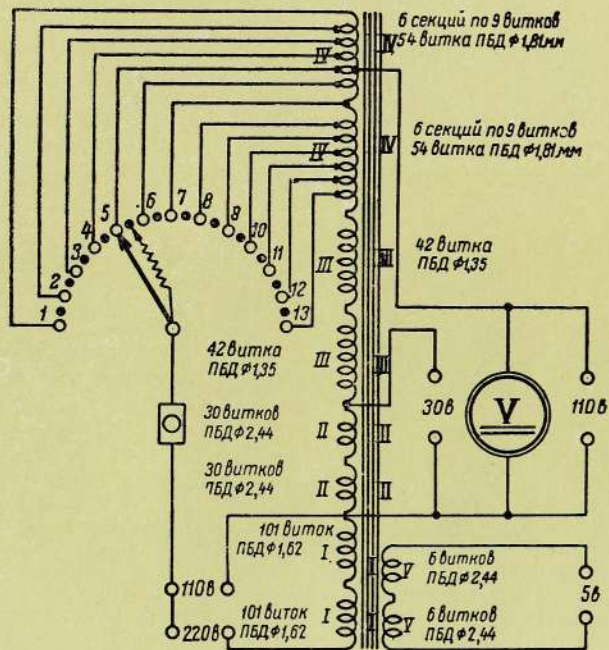 6 секций по 9 витков
54 витка ПБД Ф1,81мм
IV
IV
6 секций по 9 витков
54 витка ПБД Ф1,81мм
IV
IV
1
2
3
4
5
6
7
8
9
10
11
12
13
42 витка
ПБД Ф1,35
III
III
42 витка
ПБД Ф1,35
III
III
30 витков
ПБД Ф2,44
II
II
30 витков
ПБД Ф2,44
II
II
30в
V
110в
101 виток
ПБД Ф1,62
I
I
6 витков
ПБД Ф2,44
V
110в
220в
101 виток
ПБД Ф1,62
I
I
6 витков
ПБД Ф2,44
V
5в